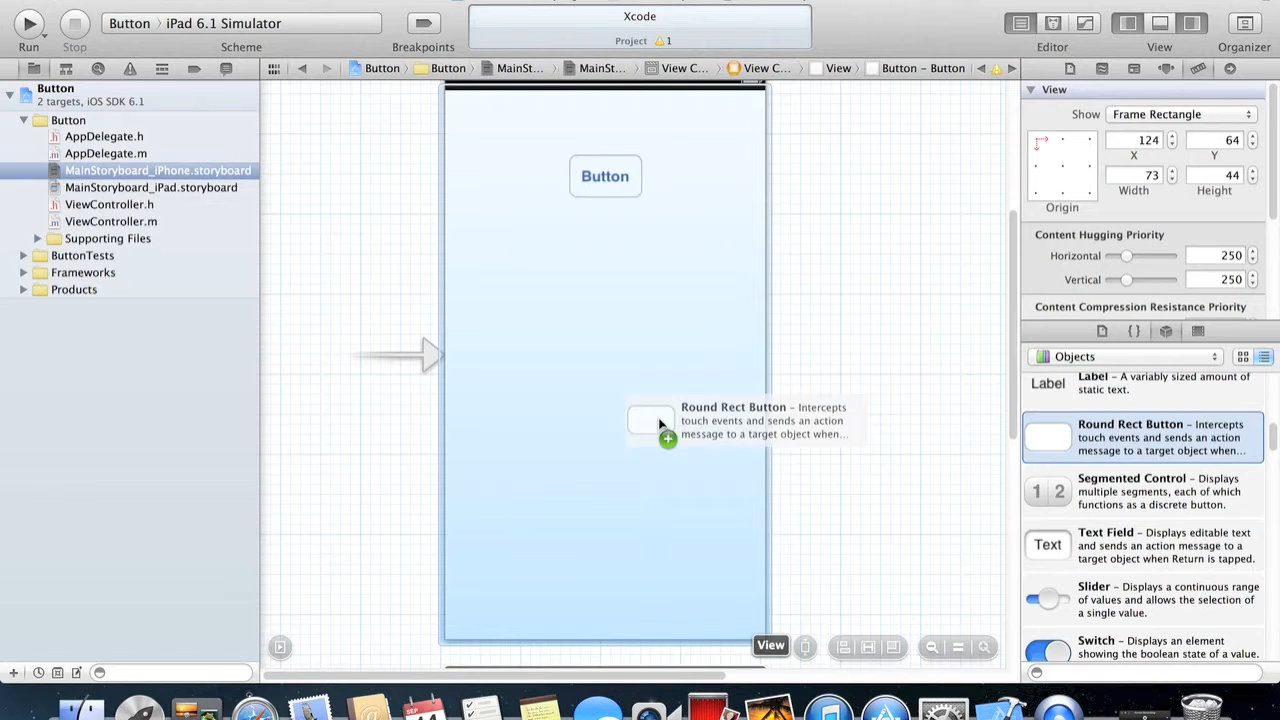 Xcode
Button 〉 iPad 6.1 Simulator
Project 1
Run
Stop
Scheme
Breakpoints
Editor
View
Organizer
Button
2 targets, iOS SDK 6.1
Button
AppDelegate.h
AppDelegate.m
MainStoryboard_iPhone.storyboard
MainStoryboard_iPad.storyboard
ViewController.h
ViewController.m
Supporting Files
ButtonTests
Frameworks
Products
Button 〉 Button 〉 MainSt... 〉 MainSt... 〉 View C... 〉 View C... 〉 View 〉 Button – Button
Button
Round Rect Button – Intercepts
touch events and sends an action
message to a target object when...
View
View
Show Frame Rectangle
124 64
X Y
73 44
Width Height
Origin
Content Hugging Priority
Horizontal 250
Vertical 250
Content Compression Resistance Priority
Objects
Label
Label – A variably sized amount of
static text.
Round Rect Button – Intercepts
touch events and sends an action
message to a target object when...
1 2
Segmented Control – Displays
multiple segments, each of which
functions as a discrete button.
Text
Text Field – Displays editable text
and sends an action message to a
target object when Return is tapped.
Slider – Displays a continuous range
of values and allows the selection of
a single value.
Switch – Displays an element
showing the boolean state of a value.